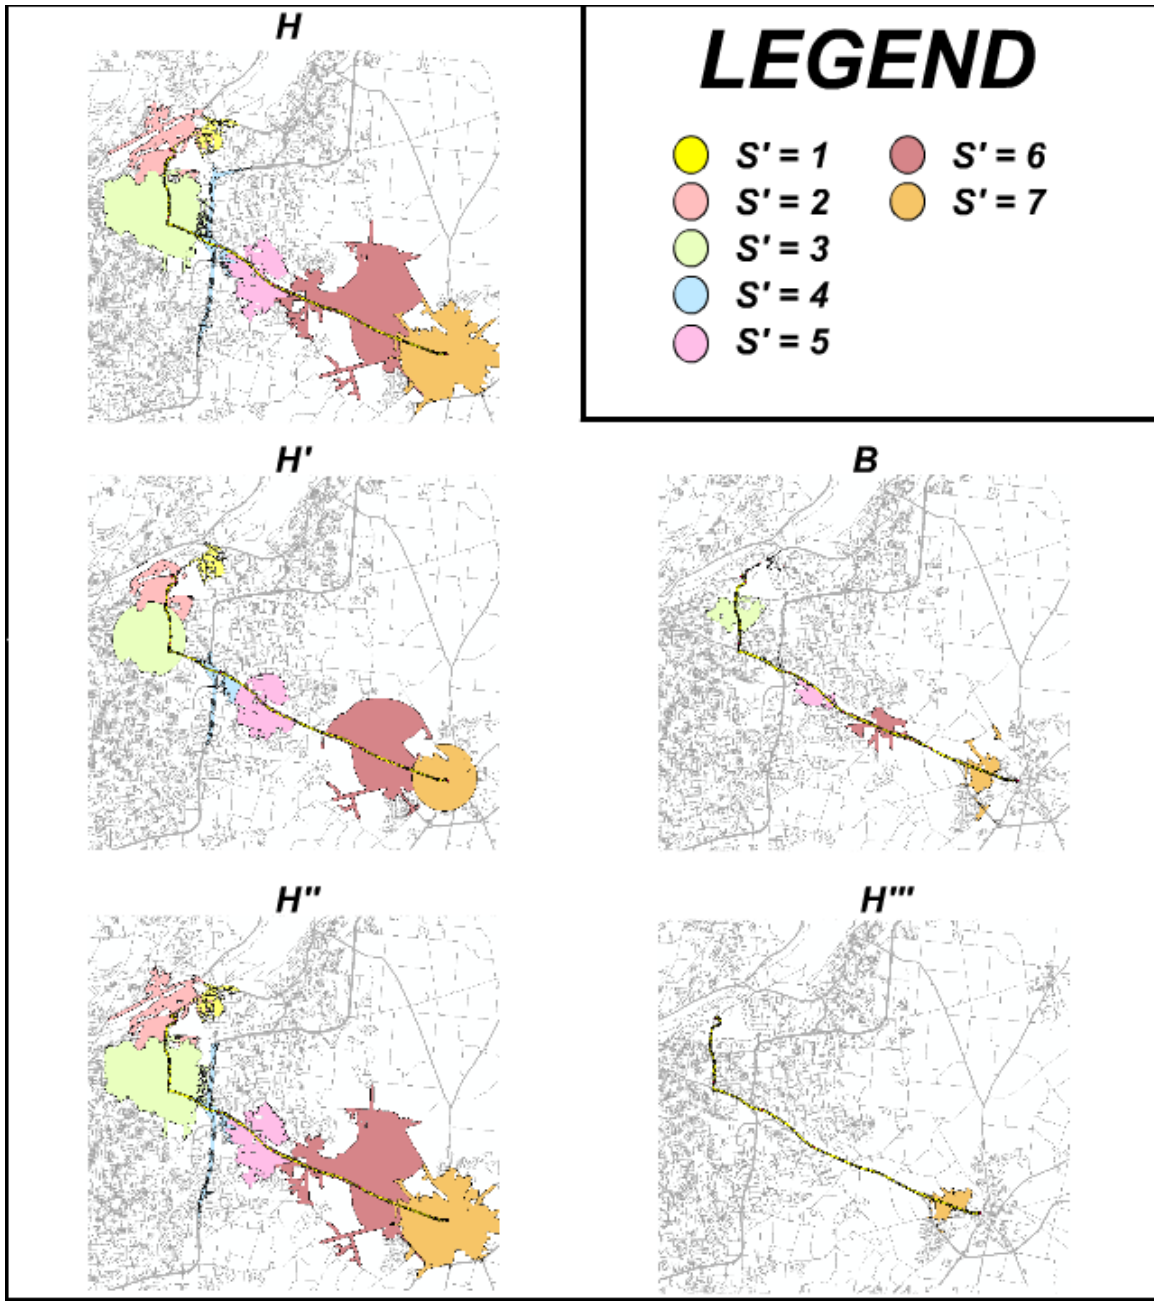 H
LEGEND
S' = 1
S' = 2
S' = 3
S' = 4
S' = 5
S' = 6
S' = 7
H'
B
H''
H'''